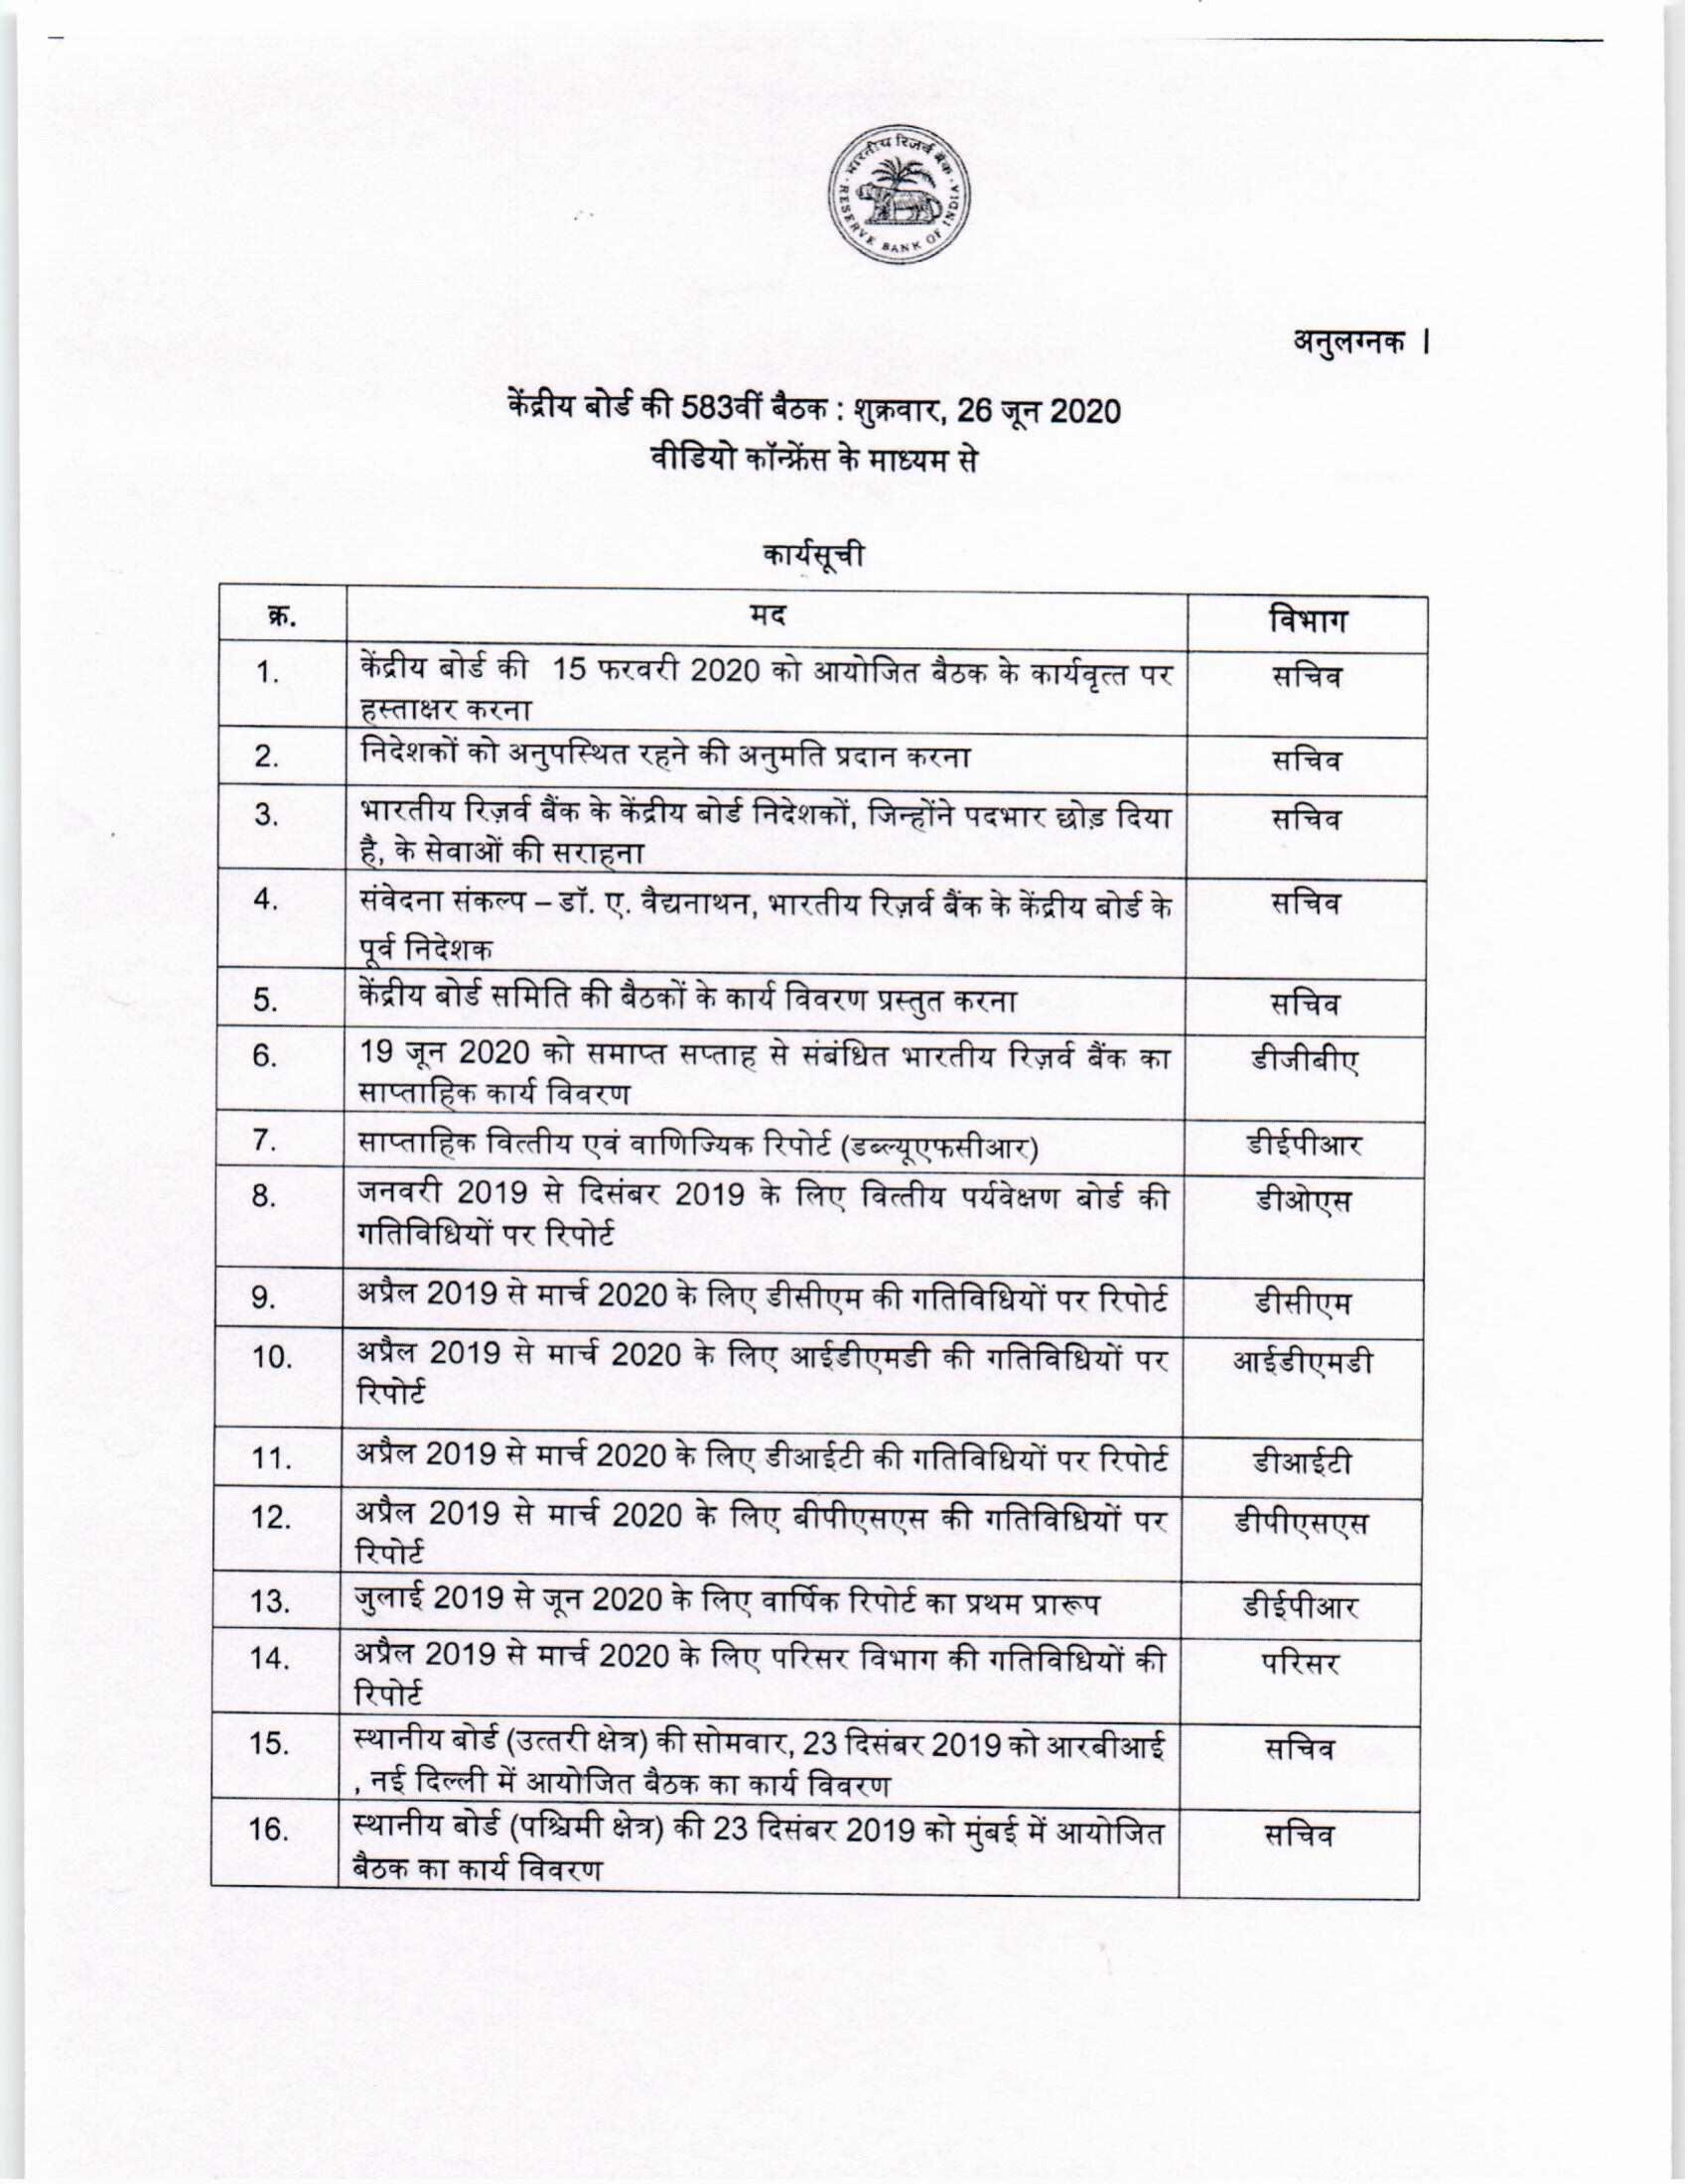 भारतीय रिज़र्व बैंक
RESERVE BANK OF INDIA
अनुलग्नक I
केंद्रीय बोर्ड की 583वीं बैठक : शुक्रवार, 26 जून 2020
वीडियो कॉन्फ्रेंस के माध्यम से
कार्यसूची
क्र. मद विभाग
1. केंद्रीय बोर्ड की 15 फरवरी 2020 को आयोजित बैठक के कार्यवृत्त पर सचिव
हस्ताक्षर करना
2. निदेशकों को अनुपस्थित रहने की अनुमति प्रदान करना सचिव
3. भारतीय रिज़र्व बैंक के केंद्रीय बोर्ड निदेशकों, जिन्होंने पदभार छोड़ दिया सचिव
है, के सेवाओं की सराहना
4. संवेदना संकल्प – डॉ. ए. वैद्यनाथन, भारतीय रिज़र्व बैंक के केंद्रीय बोर्ड के सचिव
पूर्व निदेशक
5. केंद्रीय बोर्ड समिति की बैठकों के कार्य विवरण प्रस्तुत करना सचिव
6. 19 जून 2020 को समाप्त सप्ताह से संबंधित भारतीय रिज़र्व बैंक का डीजीबीए
साप्ताहिक कार्य विवरण
7. साप्ताहिक वित्तीय एवं वाणिज्यिक रिपोर्ट (डब्ल्यूएफसीआर) डीईपीआर
8. जनवरी 2019 से दिसंबर 2019 के लिए वित्तीय पर्यवेक्षण बोर्ड की डीओएस
गतिविधियों पर रिपोर्ट
9. अप्रैल 2019 से मार्च 2020 के लिए डीसीएम की गतिविधियों पर रिपोर्ट डीसीएम
10. अप्रैल 2019 से मार्च 2020 के लिए आईडीएमडी की गतिविधियों पर आईडीएमडी
रिपोर्ट
11. अप्रैल 2019 से मार्च 2020 के लिए डीआईटी की गतिविधियों पर रिपोर्ट डीआईटी
12. अप्रैल 2019 से मार्च 2020 के लिए बीपीएसएस की गतिविधियों पर डीपीएसएस
रिपोर्ट
13. जुलाई 2019 से जून 2020 के लिए वार्षिक रिपोर्ट का प्रथम प्रारूप डीईपीआर
14. अप्रैल 2019 से मार्च 2020 के लिए परिसर विभाग की गतिविधियों की परिसर
रिपोर्ट
15. स्थानीय बोर्ड (उत्तरी क्षेत्र) की सोमवार, 23 दिसंबर 2019 को आरबीआई सचिव
, नई दिल्ली में आयोजित बैठक का कार्य विवरण
16. स्थानीय बोर्ड (पश्चिमी क्षेत्र) की 23 दिसंबर 2019 को मुंबई में आयोजित सचिव
बैठक का कार्य विवरण